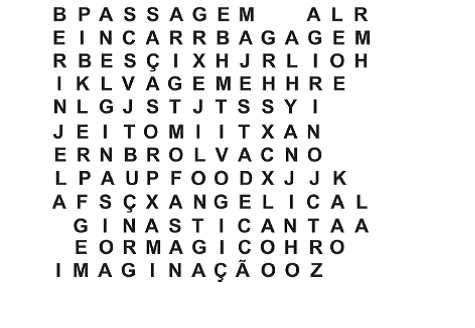 B P A S S A G E M A L R
E I N C A R R B A G A G E M
R B E S Ç I X H J R L I O H
I K L V A G E M E H H R E
N L G J S T J T S S Y I
J E I T O M I I T X A N
E R N B R O L V A C N O
L P A U P F O O D X J J K
A F S Ç X A N G E L I C A L
G I N A S T I C A N T A A
E O R M A G I C O H R O
I M A G I N A Ç Ã O O Z